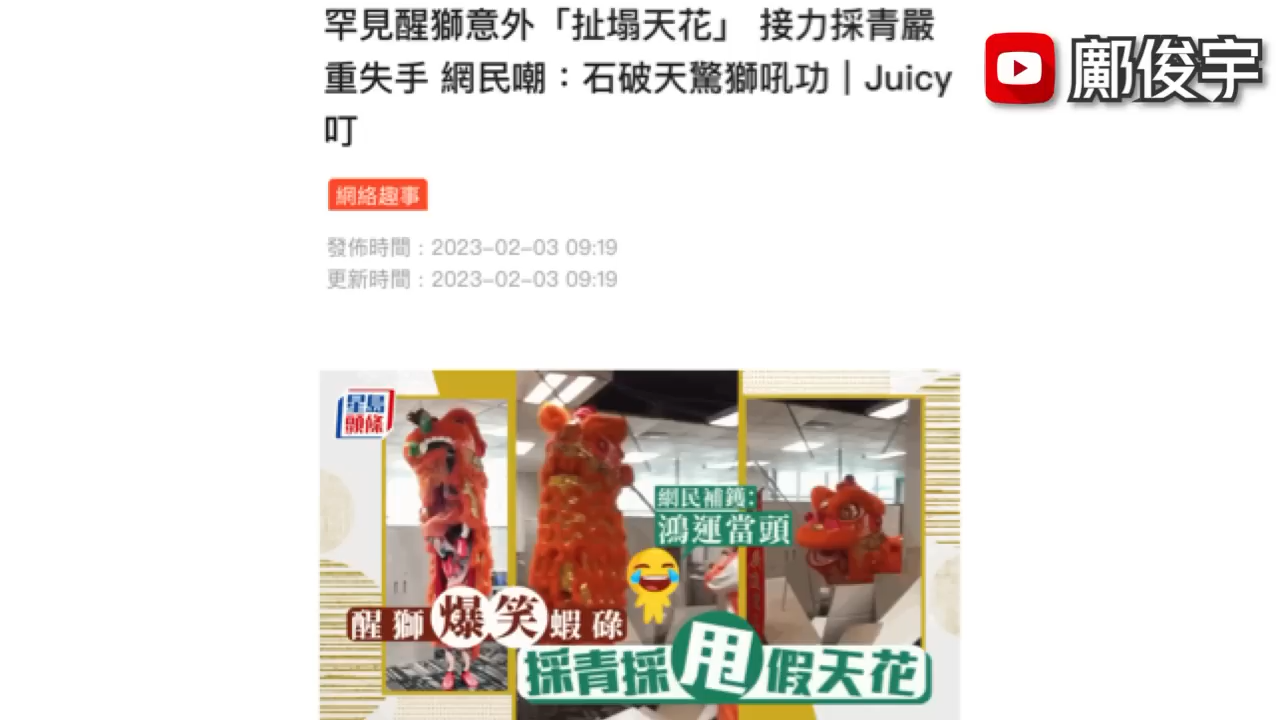 罕見醒獅意外「扯塌天花」 接力採青嚴
重失手 網民嘲：石破天驚獅吼功｜Juicy
叮
鄺俊宇
網絡趣事
發佈時間：2023-02-03 09:19
更新時間：2023-02-03 09:19
星島
頭條
網民補鑊：
鴻運當頭
醒獅爆笑蝦碌
採青採甩假天花